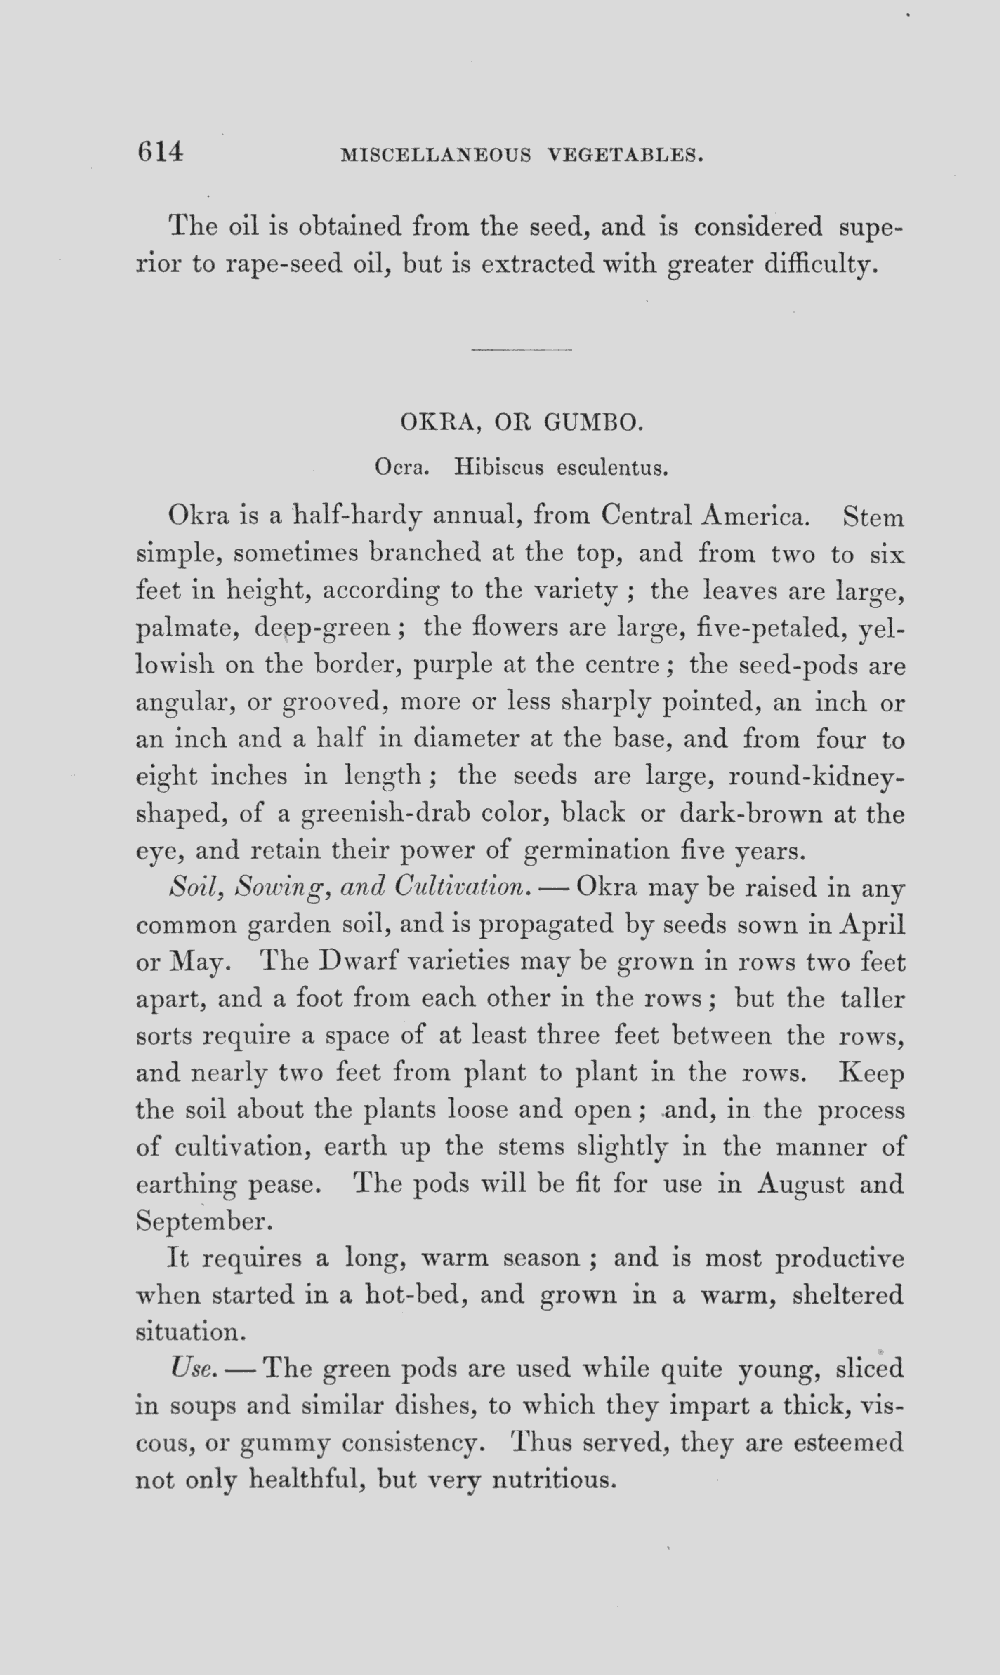 614 MISCELLANEOUS VEGETABLES.
The oil is obtained from the seed, and is considered supe-
rior to rape-seed oil, but is extracted with greater difficulty.
OKRA, OR GUMBO.
Ocra. Hibiscus esculentus.
Okra is a half-hardy annual, from Central America. Stem
simple, sometimes branched at the top, and from two to six
feet in height, according to the variety ; the leaves are large,
palmate, deep-green ; the flowers are large, five-petaled, yel-
lowish on the border, purple at the centre ; the seed-pods are
angular, or grooved, more or less sharply pointed, an inch or
an inch and a half in diameter at the base, and from four to
eight inches in length ; the seeds are large, round-kidney-
shaped, of a greenish-drab color, black or dark-brown at the
eye, and retain their power of germination five years.
Soil, Sowing, and Cultivation. — Okra may be raised in any
common garden soil, and is propagated by seeds sown in April
or May. The Dwarf varieties may be grown in rows two feet
apart, and a foot from each other in the rows ; but the taller
sorts require a space of at least three feet between the rows,
and nearly two feet from plant to plant in the rows. Keep
the soil about the plants loose and open ; and, in the process
of cultivation, earth up the stems slightly in the manner of
earthing pease. The pods will be fit for use in August and
September.
It requires a long, warm season ; and is most productive
when started in a hot-bed, and grown in a warm, sheltered
situation.
Use. — The green pods are used while quite young, sliced
in soups and similar dishes, to which they impart a thick, vis-
cous, or gummy consistency. Thus served, they are esteemed
not only healthful, but very nutritious.